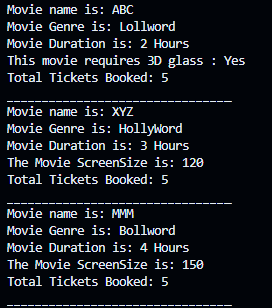 Movie name is: ABC
Movie Genre is: Lollword
Movie Duration is: 2 Hours
This movie requires 3D glass : Yes
Total Tickets Booked: 5
________________________________
Movie name is: XYZ
Movie Genre is: HollyWord
Movie Duration is: 3 Hours
The Movie ScreenSize is: 120
Total Tickets Booked: 5
________________________________
Movie name is: MMM
Movie Genre is: Bollword
Movie Duration is: 4 Hours
The Movie ScreenSize is: 150
Total Tickets Booked: 5
________________________________